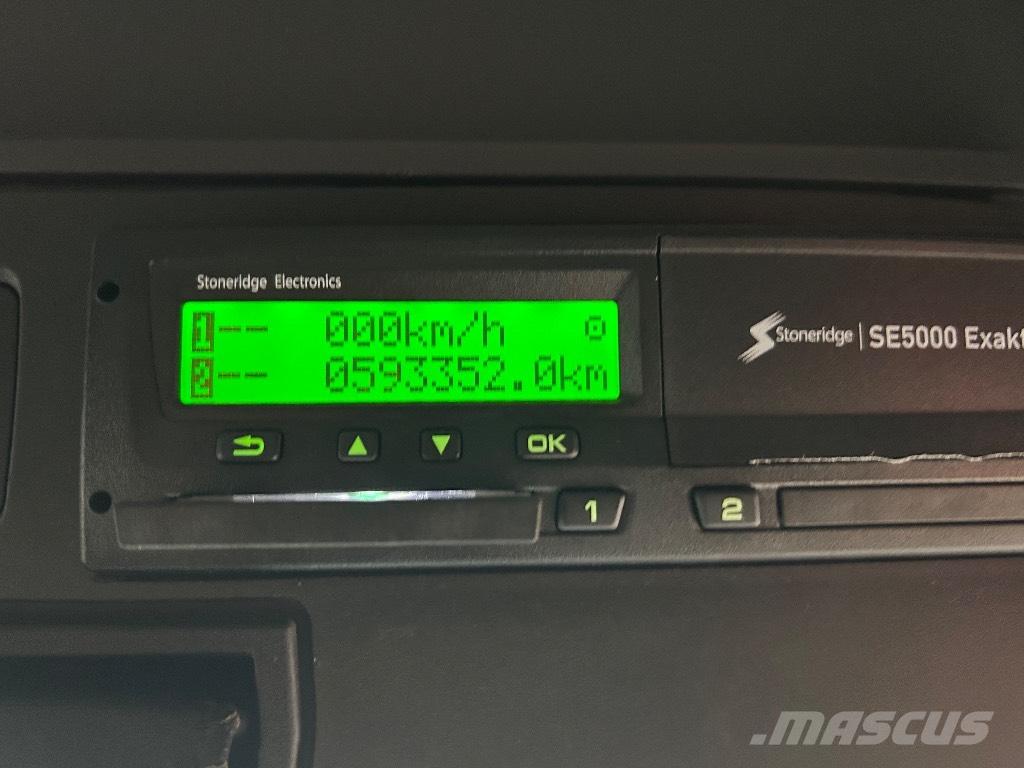 Stoneridge Electronics
1-- 000km/h
2-- 0593352.0km
Stoneridge | SE5000 Exakt
OK
1
2
.MASCUS